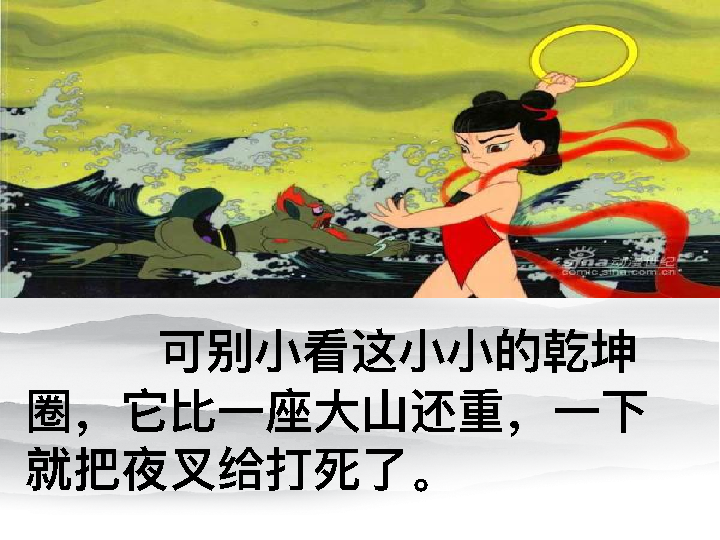 sina 动漫世纪
comic.sina.com.cn
可别小看这小小的乾坤
圈，它比一座大山还重，一下
就把夜叉给打死了。